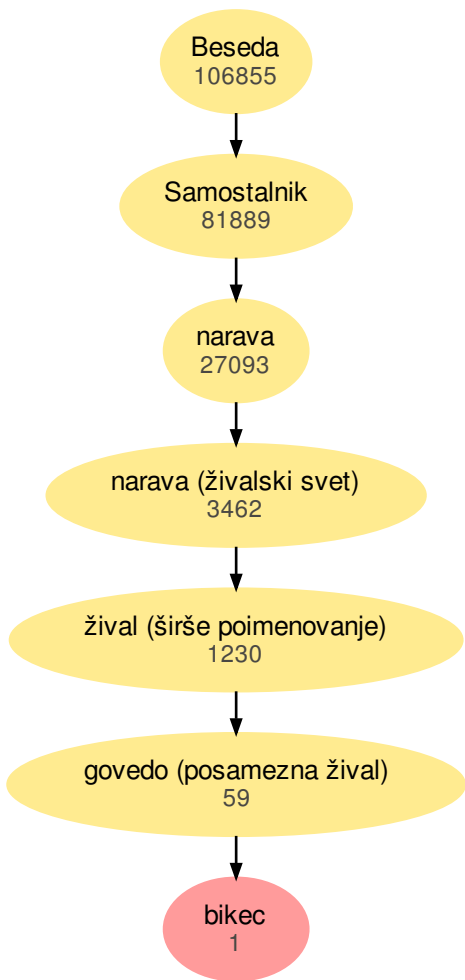 Beseda
106855
Samostalnik
81889
narava
27093
narava (živalski svet)
3462
žival (širše poimenovanje)
1230
govedo (posamezna žival)
59
bikec
1